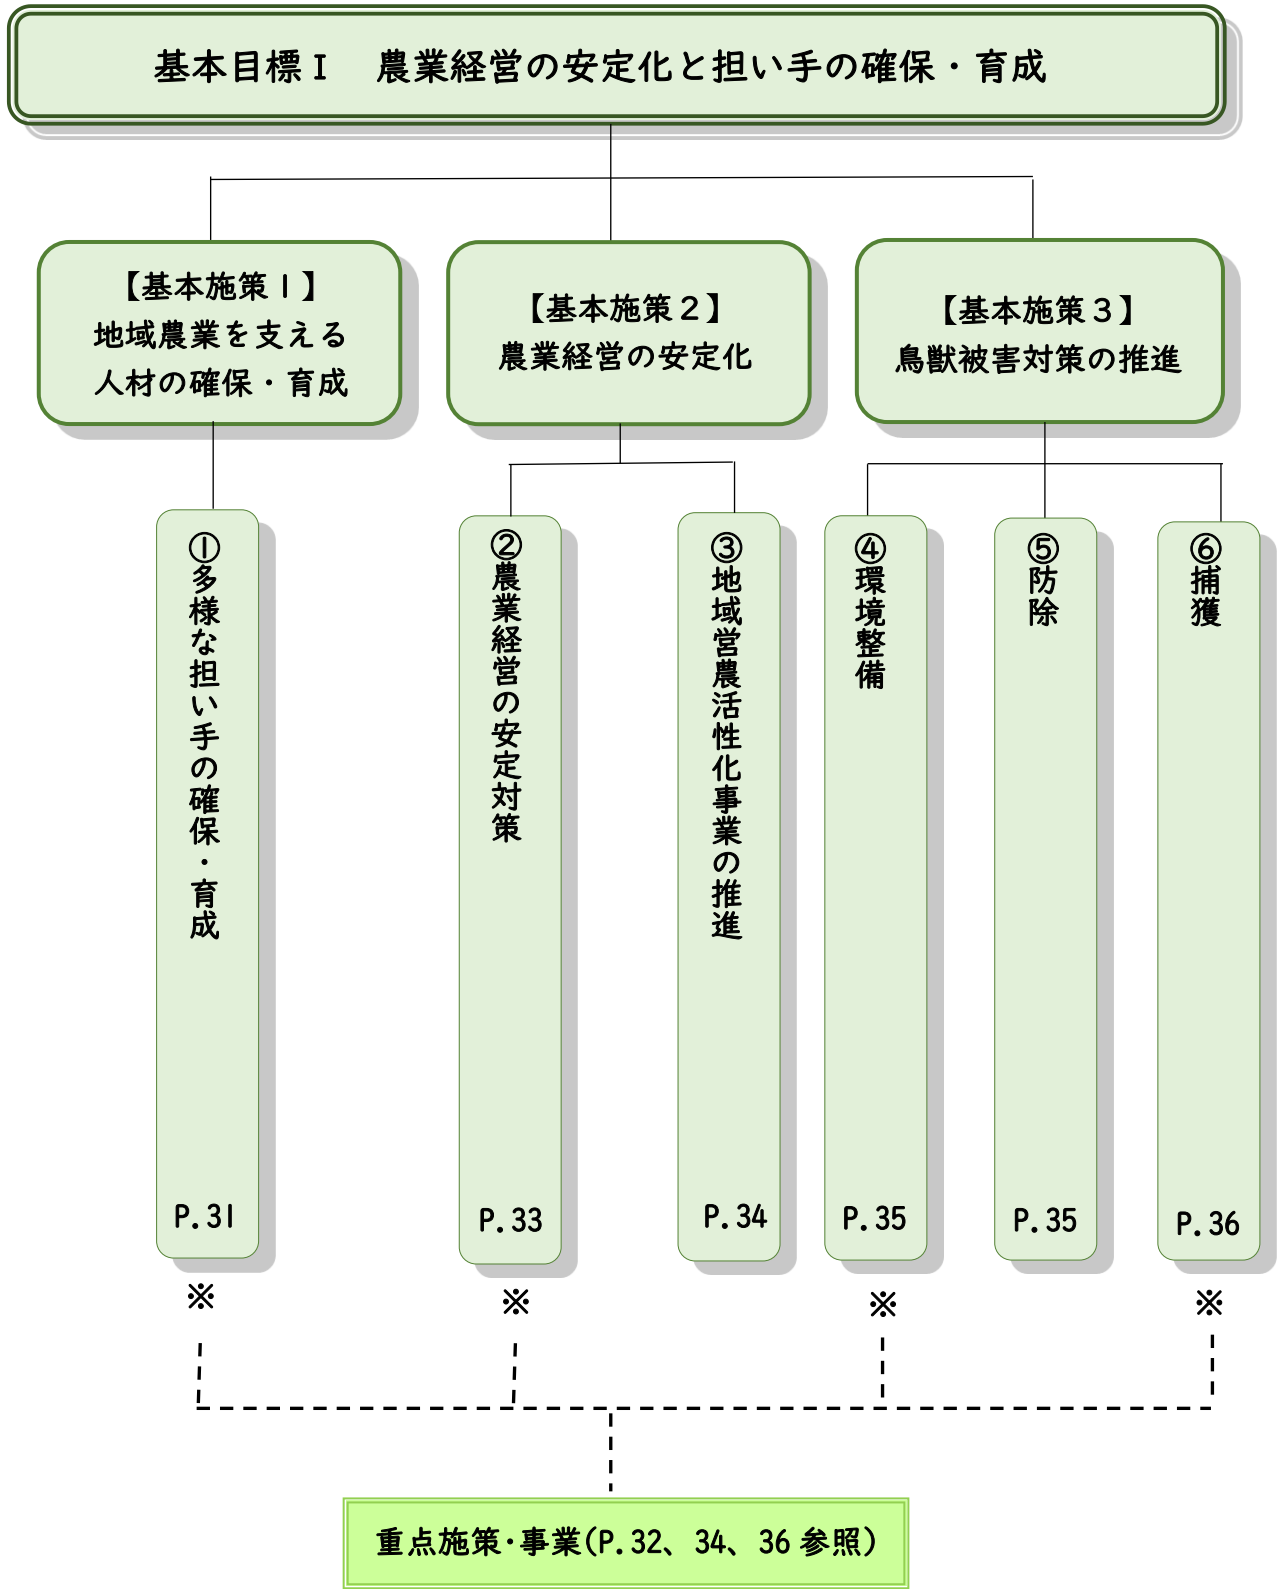 基本目標Ⅰ　農業経営の安定化と担い手の確保・育成
【基本施策１】
地域農業を支える
人材の確保・育成
【基本施策２】
農業経営の安定化
【基本施策３】
鳥獣被害対策の推進
①多様な担い手の確保・育成
P.31
②農業経営の安定対策
P.33
③地域営農活性化事業の推進
P.34
④環境整備
P.35
⑤防除
P.35
⑥捕獲
P.36
※
※
※
※
重点施策・事業(P.32、34、36 参照)